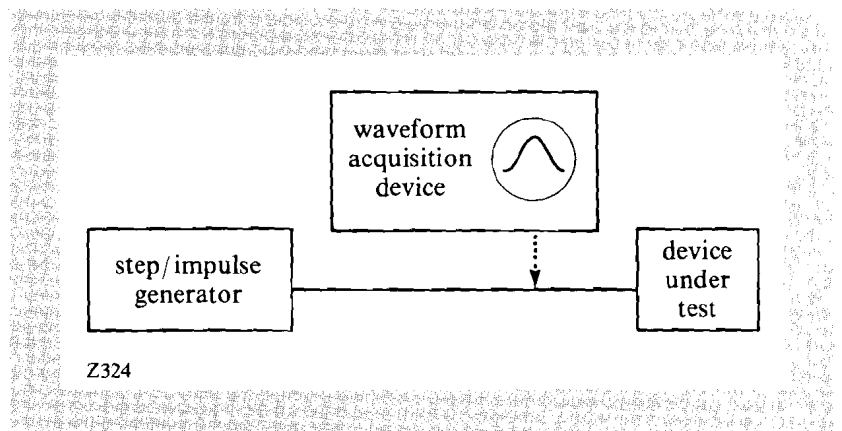 waveform
acquisition
device
step/impulse
generator
device
under
test
Z324